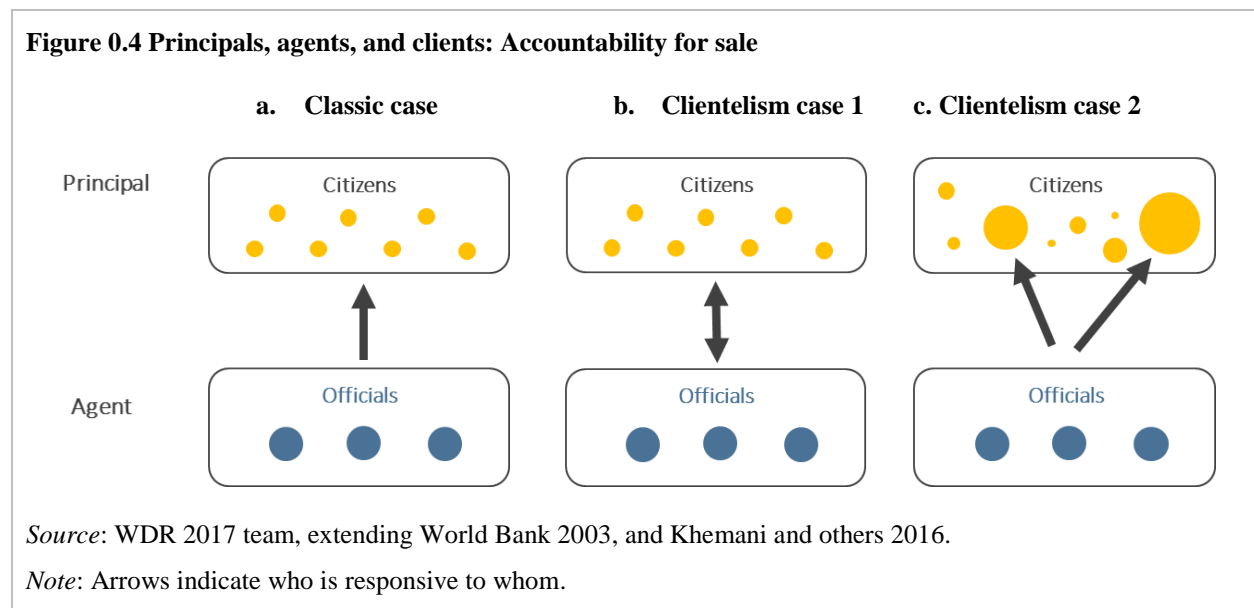 Figure 0.4 Principals, agents, and clients: Accountability for sale
a. Classic case
b. Clientelism case 1
c. Clientelism case 2
Principal
Citizens
Citizens
Citizens
Agent
Officials
Officials
Officials
Source: WDR 2017 team, extending World Bank 2003, and Khemani and others 2016.
Note: Arrows indicate who is responsive to whom.